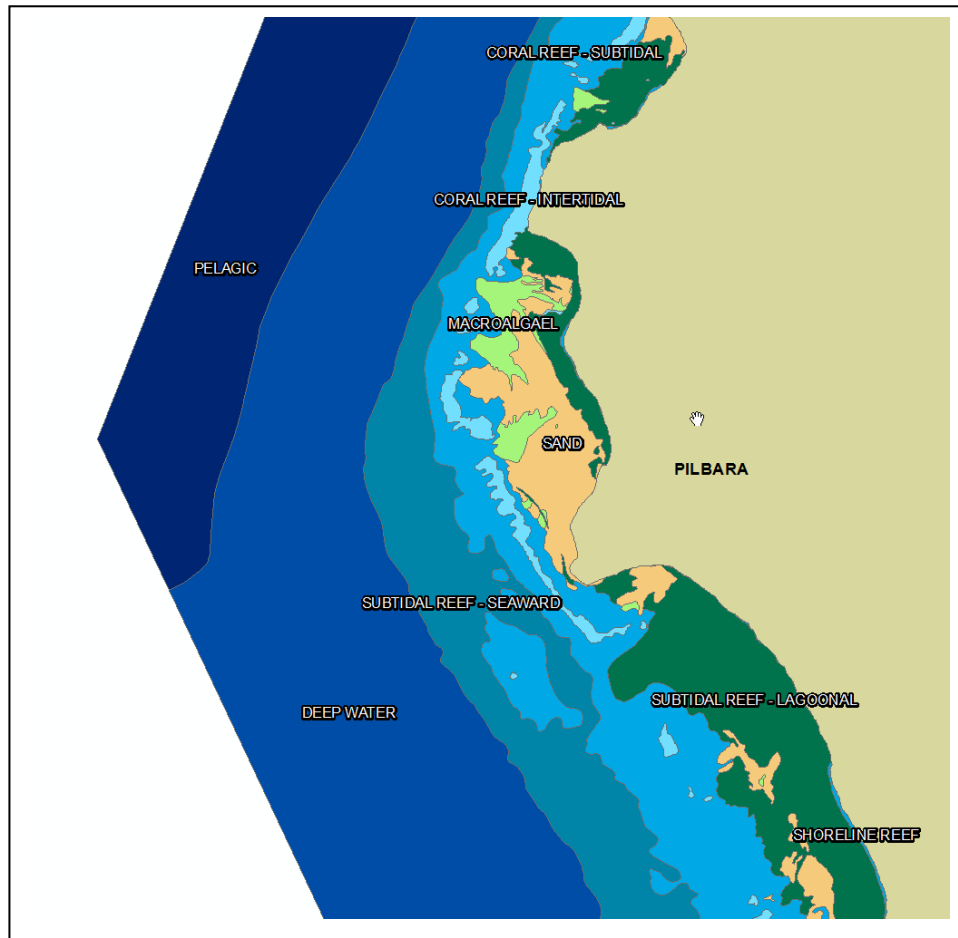 CORAL REEF - SUBTIDAL
CORAL REEF - INTERTIDAL
PELAGIC
MACROALGAEL
SAND
PILBARA
SUBTIDAL REEF - SEAWARD
SUBTIDAL REEF - LAGOONAL
DEEP WATER
SHORELINE REEF